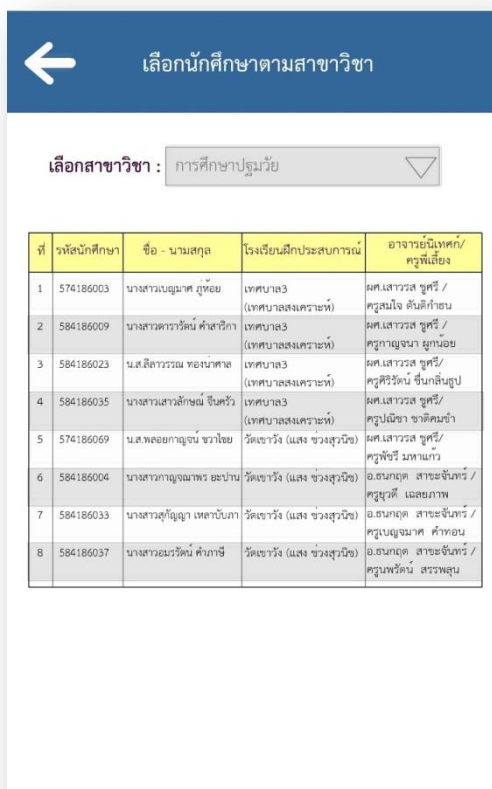 เลือกนักศึกษาตามสาขาวิชา
เลือกสาขาวิชา : การศึกษาปฐมวัย
ที่ รหัสนักศึกษา ชื่อ - นามสกุล โรงเรียนฝึกประสบการณ์ อาจารย์นิเทศก์/
ครูพี่เลี้ยง
1 574186003 นางสาวเบญมาศ ภู่ห้อย เทศบาล3 ผศ.เสาวรส ชูศรี /
(เทศบาลสงเคราะห์) ครูสมใจ ตันติกำธน
2 584186009 นางสาวดารารัตน์ คำสาริกา เทศบาล3 ผศ.เสาวรส ชูศรี /
(เทศบาลสงเคราะห์) ครูกาญจนา ผูกน้อย
3 584186023 น.ส.ลีลาวรรณ ทองน่าศาล เทศบาล3 ผศ.เสาวรส ชูศรี/
(เทศบาลสงเคราะห์) ครูศิริรัตน์ ชื่นกลิ่นธูป
4 584186035 นางสาวเสาวลักษณ์ จีนครัว เทศบาล3 ผศ.เสาวรส ชูศรี/
(เทศบาลสงเคราะห์) ครูปณิชา ชาติคมขำ
5 574186069 น.ส.พลอยกาญจน์ ขวาไชย วัดเขาวัง (แสง ช่วงสุวนิช) ผศ.เสาวรส ชูศรี/
ครูพัชรี มหาแก้ว
6 584186004 นางสาวกาญจณาพร ยะปาน วัดเขาวัง (แสง ช่วงสุวนิช) อ.ธนกฤต สาขะจันทร์ /
ครูยุวดี เฉลยภาพ
7 584186033 นางสาวสุกัญญา เหลาบับภา วัดเขาวัง (แสง ช่วงสุวนิช) อ.ธนกฤต สาขะจันทร์ /
ครูเบญจมาศ คำทอน
8 584186037 นางสาวอมรรัตน์ คำภาษี วัดเขาวัง (แสง ช่วงสุวนิช) อ.ธนกฤต สาขะจันทร์ /
ครูนพรัตน์ สรรพลุน